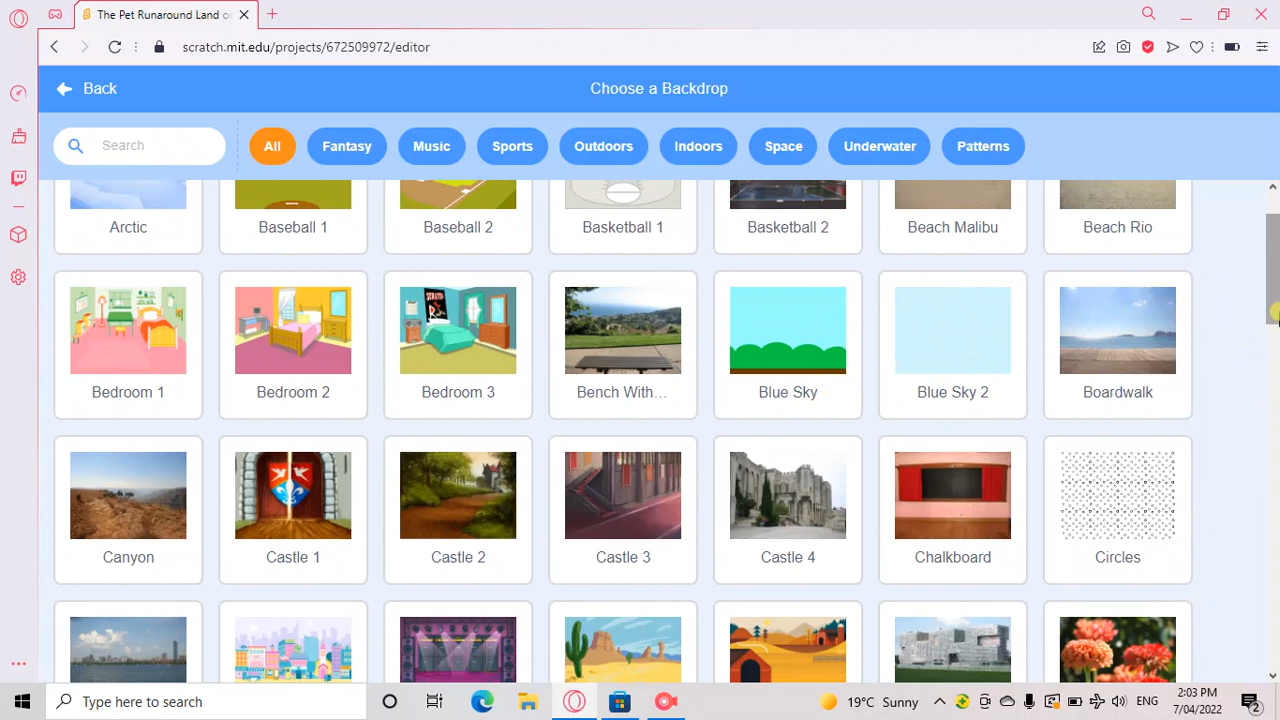 The Pet Runaround Land o
scratch.mit.edu/projects/672509972/editor
Back
Choose a Backdrop
Search
All
Fantasy
Music
Sports
Outdoors
Indoors
Space
Underwater
Patterns
Arctic
Baseball 1
Baseball 2
Basketball 1
Basketball 2
Beach Malibu
Beach Rio
SCRATCH
Bedroom 1
Bedroom 2
Bedroom 3
Bench With...
Blue Sky
Blue Sky 2
Boardwalk
Canyon
Castle 1
Castle 2
Castle 3
Castle 4
Chalkboard
Circles
Type here to search
19°C Sunny
ENG
2:03 PM
7/04/2022
2